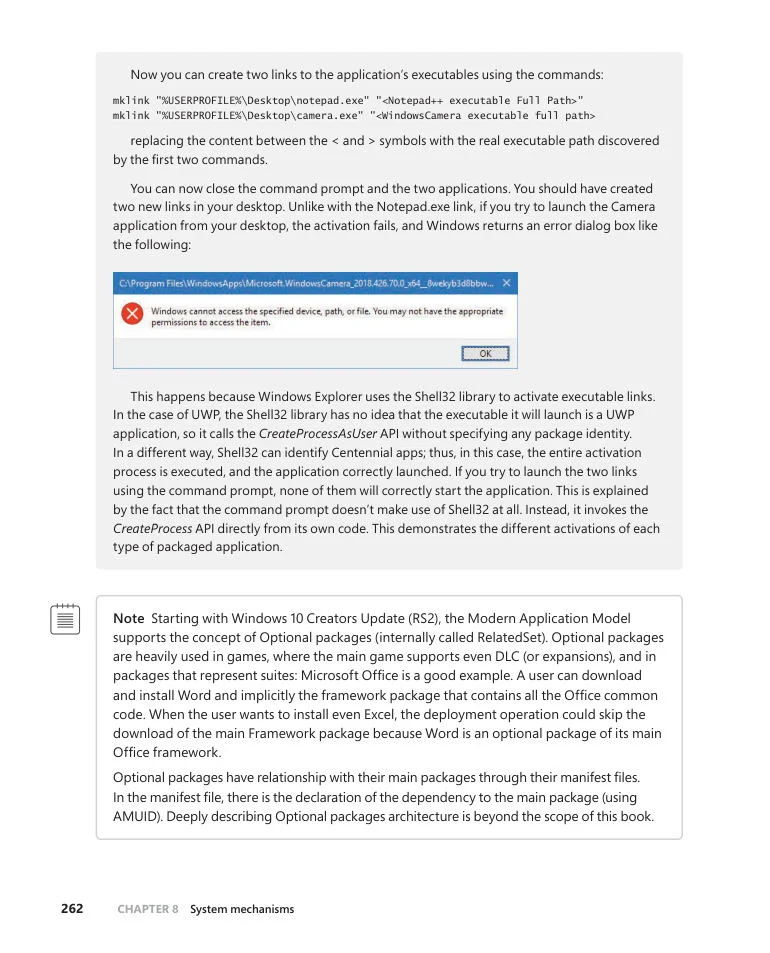 Now you can create two links to the application’s executables using the commands:
mklink "%USERPROFILE%\Desktop\notepad.exe" "<Notepad++ executable Full Path>"
mklink "%USERPROFILE%\Desktop\camera.exe" "<WindowsCamera executable full path>
replacing the content between the < and > symbols with the real executable path discovered
by the first two commands.
You can now close the command prompt and the two applications. You should have created
two new links in your desktop. Unlike with the Notepad.exe link, if you try to launch the Camera
application from your desktop, the activation fails, and Windows returns an error dialog box like
the following:
C:\Program Files\WindowsApps\Microsoft.WindowsCamera_2018.426.70.0_x64__8wekyb3d8bbw...
Windows cannot access the specified device, path, or file. You may not have the appropriate
permissions to access the item.
OK
This happens because Windows Explorer uses the Shell32 library to activate executable links.
In the case of UWP, the Shell32 library has no idea that the executable it will launch is a UWP
application, so it calls the CreateProcessAsUser API without specifying any package identity.
In a different way, Shell32 can identify Centennial apps; thus, in this case, the entire activation
process is executed, and the application correctly launched. If you try to launch the two links
using the command prompt, none of them will correctly start the application. This is explained
by the fact that the command prompt doesn’t make use of Shell32 at all. Instead, it invokes the
CreateProcess API directly from its own code. This demonstrates the different activations of each
type of packaged application.
Note Starting with Windows 10 Creators Update (RS2), the Modern Application Model
supports the concept of Optional packages (internally called RelatedSet). Optional packages
are heavily used in games, where the main game supports even DLC (or expansions), and in
packages that represent suites: Microsoft Office is a good example. A user can download
and install Word and implicitly the framework package that contains all the Office common
code. When the user wants to install even Excel, the deployment operation could skip the
download of the main Framework package because Word is an optional package of its main
Office framework.
Optional packages have relationship with their main packages through their manifest files.
In the manifest file, there is the declaration of the dependency to the main package (using
AMUID). Deeply describing Optional packages architecture is beyond the scope of this book.
262 CHAPTER 8 System mechanisms